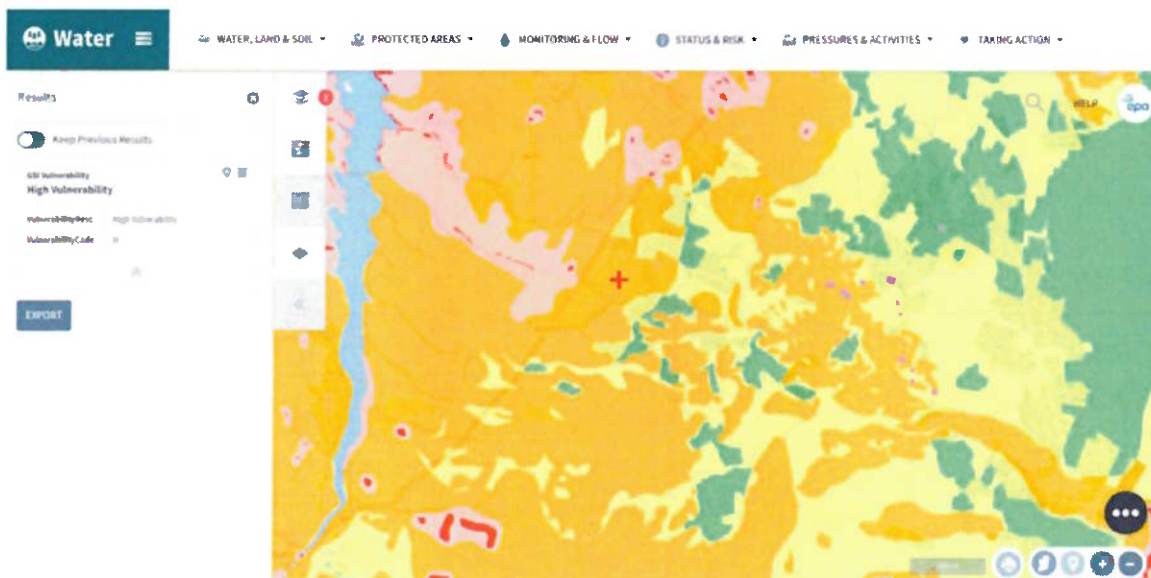 Water
WATER, LAND & SOIL
PROTECTED AREAS
MONITORING & FLOW
STATUS & RISK
PRESSURES & ACTIVITIES
TAKING ACTION
Results
Keep Previous Results
GSI Vulnerability
High Vulnerability
VulnerabilityDesc High Vulnerability
VulnerabilityCode H
EXPORT
HELP
epa